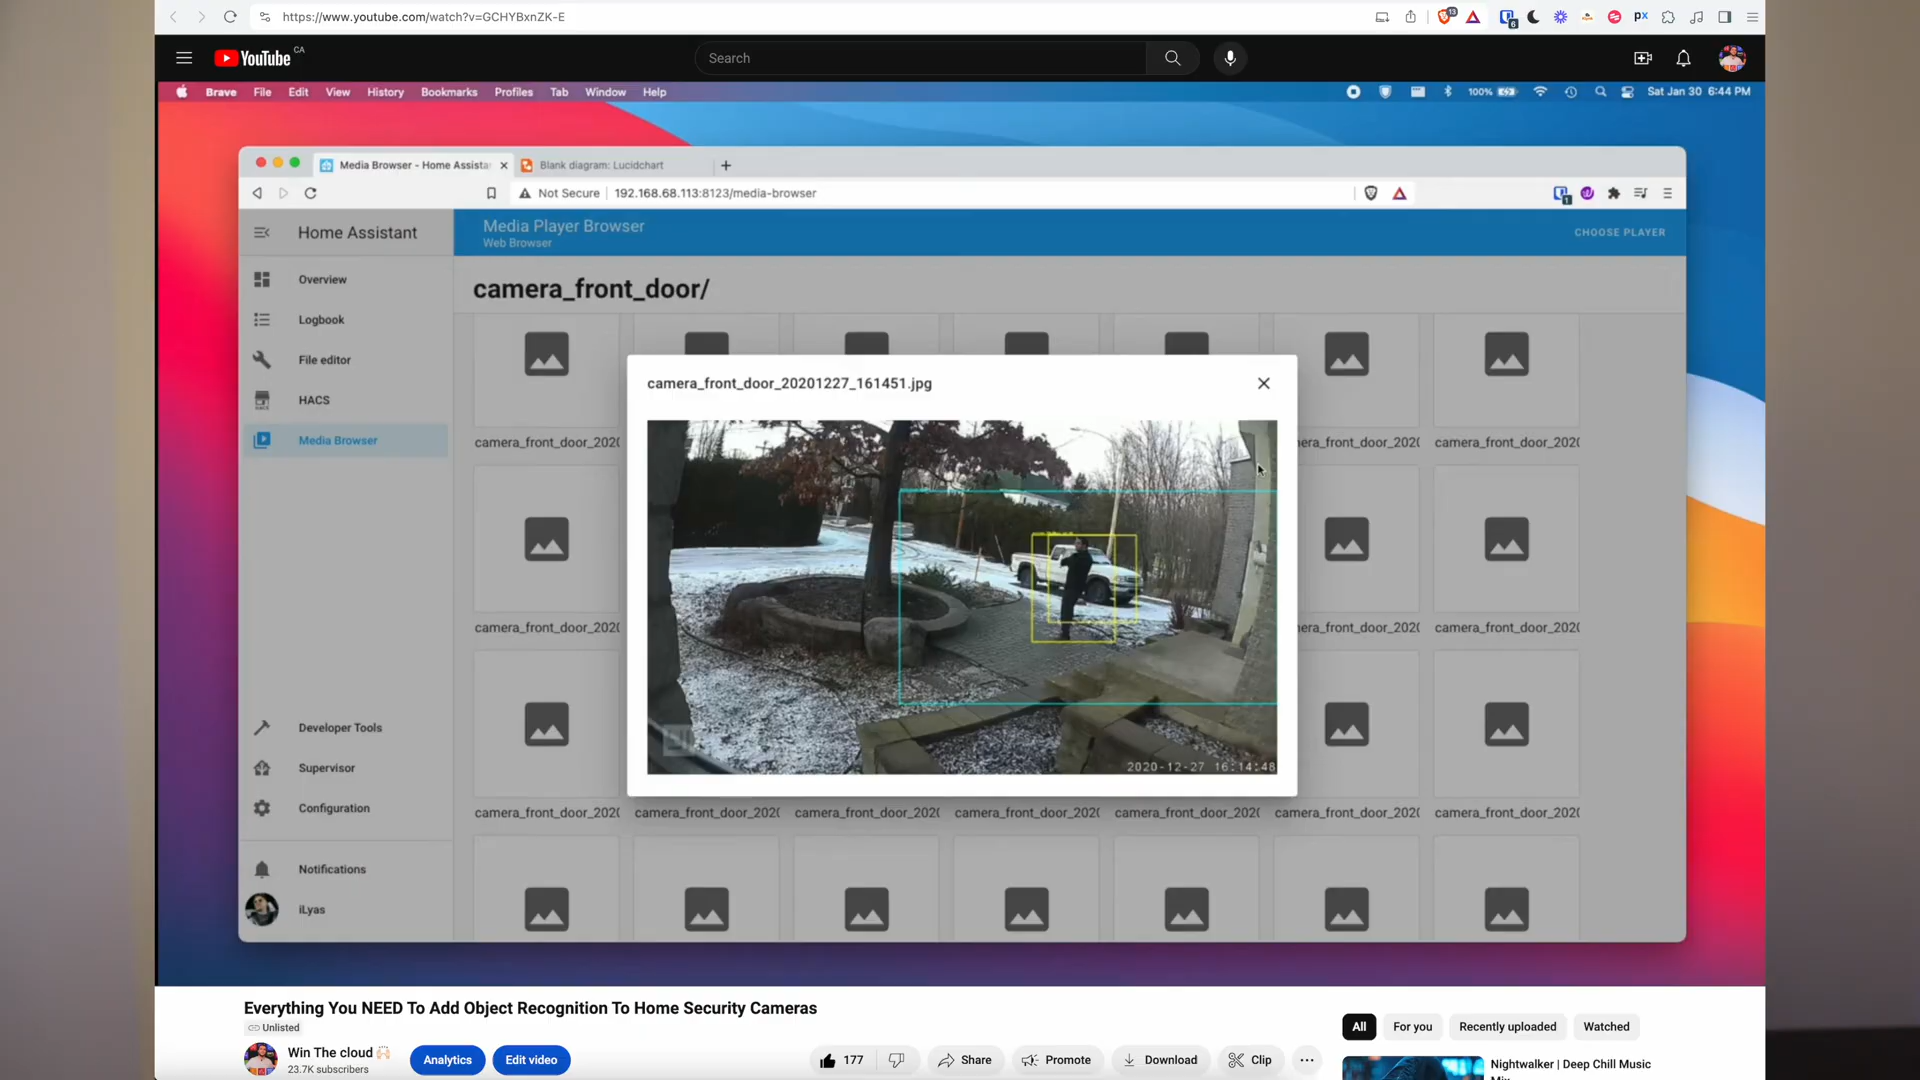 https://www.youtube.com/watch?v=GCHYBxnZK-E
13
6
px
YouTube CA
Search
Brave File Edit View History Bookmarks Profiles Tab Window Help
100%
Sat Jan 30 6:44 PM
Media Browser - Home Assista
Blank diagram: Lucidchart
Not Secure 192.168.68.113:8123/media-browser
1
Home Assistant
Media Player Browser
Web Browser
CHOOSE PLAYER
Overview
Logbook
File editor
HACS
Media Browser
Developer Tools
Supervisor
Configuration
Notifications
iLyas
camera_front_door/
camera_front_door_20201227_161451.jpg
2020-12-27 16:14:48
camera_front_door_202( era_front_door_202( camera_front_door_202(
camera_front_door_202( era_front_door_202( camera_front_door_202(
camera_front_door_202( camera_front_door_202( camera_front_door_202( camera_front_door_202( camera_front_door_202( camera_front_door_202( camera_front_door_202(
Everything You NEED To Add Object Recognition To Home Security Cameras
Unlisted
Win The cloud
23.7K subscribers
Analytics
Edit video
177
Share
Promote
Download
Clip
All
For you
Recently uploaded
Watched
Nightwalker | Deep Chill Music